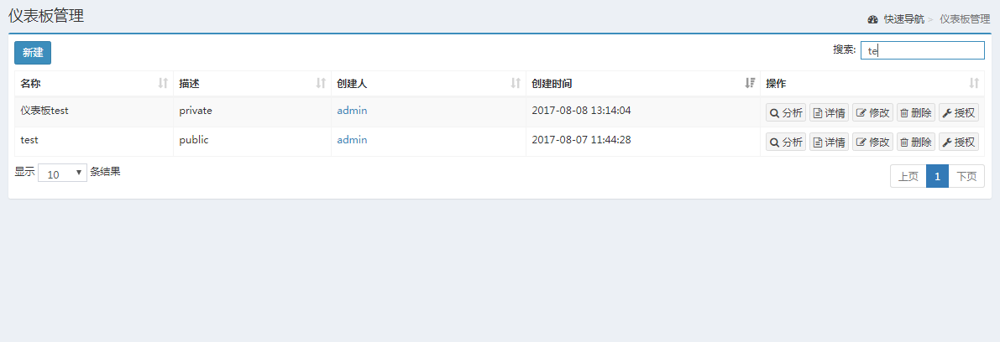 仪表板管理
快速导航 > 仪表板管理
新建
搜索: te
名称 描述 创建人 创建时间 操作
仪表板test private admin 2017-08-08 13:14:04 分析 详情 修改 删除 授权
test public admin 2017-08-07 11:44:28 分析 详情 修改 删除 授权
显示 10 条结果
上页 1 下页